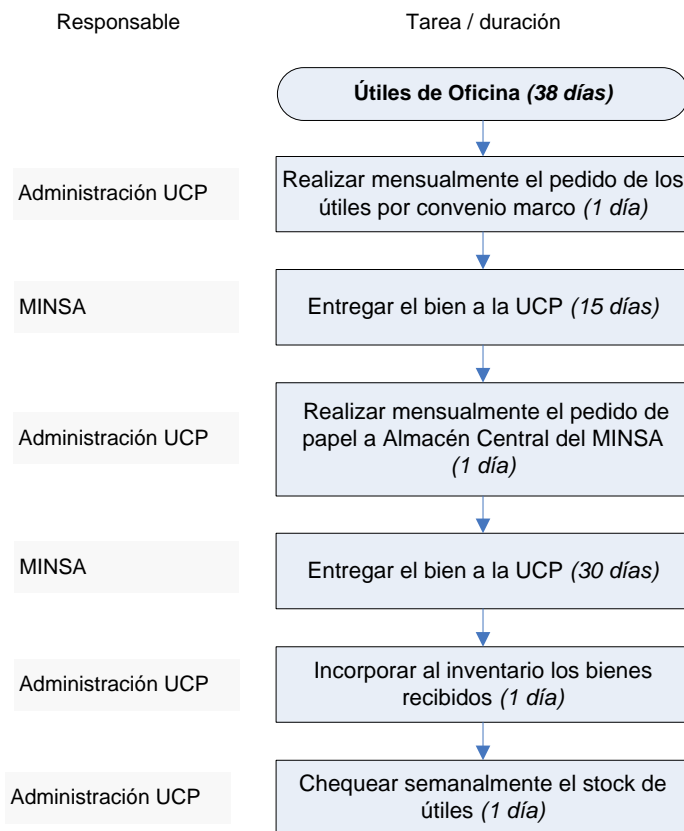 Responsable
Tarea / duración
Útiles de Oficina (38 días)
Administración UCP
Realizar mensualmente el pedido de los
útiles por convenio marco (1 día)
MINSA
Entregar el bien a la UCP (15 días)
Administración UCP
Realizar mensualmente el pedido de
papel a Almacén Central del MINSA
(1 día)
MINSA
Entregar el bien a la UCP (30 días)
Administración UCP
Incorporar al inventario los bienes
recibidos (1 día)
Administración UCP
Chequear semanalmente el stock de
útiles (1 día)